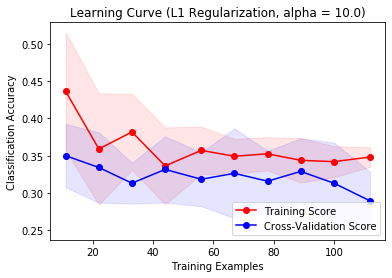 Learning Curve (L1 Regularization, alpha = 10.0)
Classification Accuracy
0.50
0.45
0.40
0.35
0.30
0.25
Training Score
Cross-Validation Score
20
40
60
80
100
Training Examples